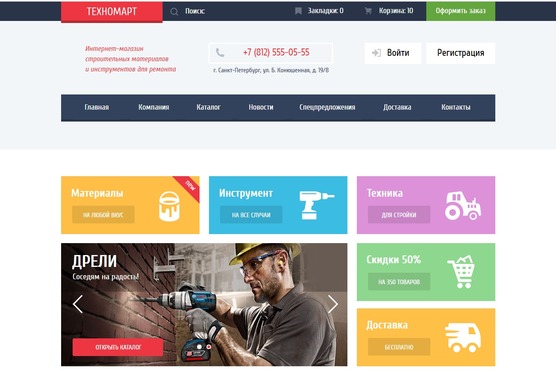 ТЕХНОМАРТ
Поиск:
Закладки: 0
Корзина: 10
Оформить заказ
Интернет-магазин
строительных материалов
и инструментов для ремонта
+7 (812) 555-05-55
г. Санкт-Петербург, ул. Б. Конюшенная, д. 19/8
Войти
Регистрация
Главная
Компания
Каталог
Новости
Спецпредложения
Доставка
Контакты
Материалы
НА ЛЮБОЙ ВКУС
NEW
Инструмент
НА ВСЕ СЛУЧАИ
Техника
ДЛЯ СТРОЙКИ
ДРЕЛИ
Соседям на радость!
ОТКРЫТЬ КАТАЛОГ
Скидки 50%
НА 350 ТОВАРОВ
Доставка
БЕСПЛАТНО